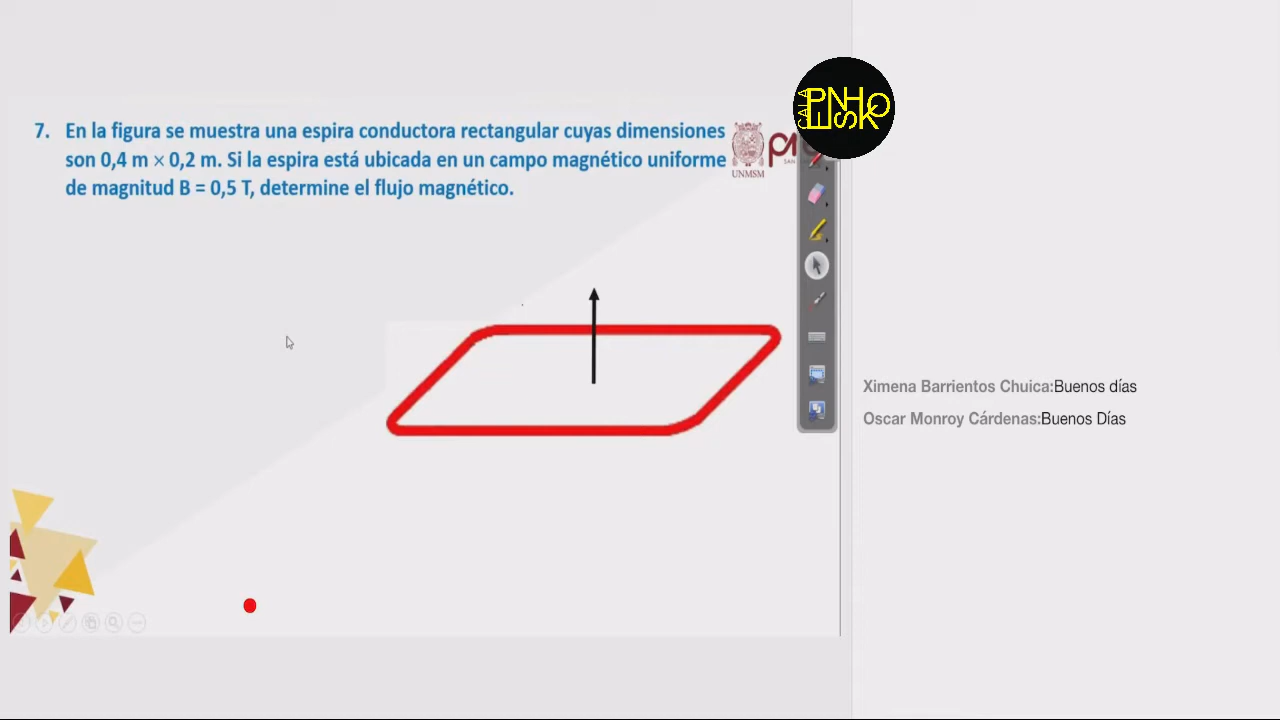 7. En la figura se muestra una espira conductora rectangular cuyas dimensiones
son 0,4 m × 0,2 m. Si la espira está ubicada en un campo magnético uniforme
de magnitud B = 0,5 T, determine el flujo magnético.
UNMSM
Ximena Barrientos Chuica:Buenos días
Oscar Monroy Cárdenas:Buenos Días